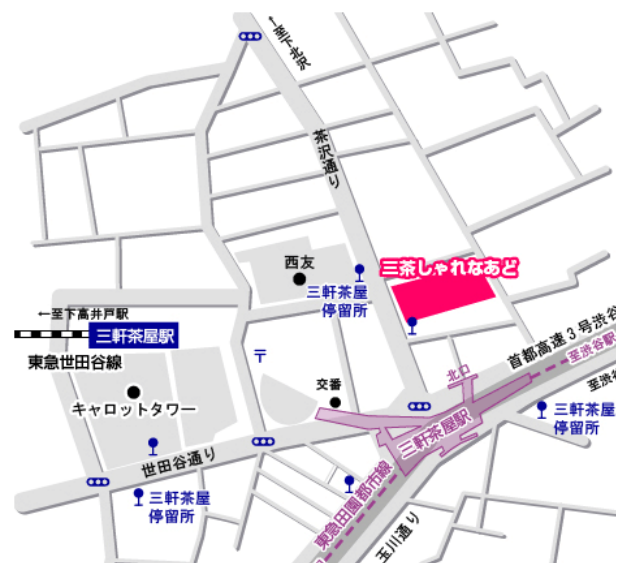 ←至下北沢
茶沢通り
西友
三軒茶屋
停留所
三茶しゃれなあど
←至下高井戸駅
三軒茶屋駅
東急世田谷線
〒
交番
キャロットタワー
北口
首都高速3号渋谷
至渋谷駅
至渋谷
三軒茶屋駅
三軒茶屋
停留所
世田谷通り
三軒茶屋
停留所
東急田園都市線
玉川通り